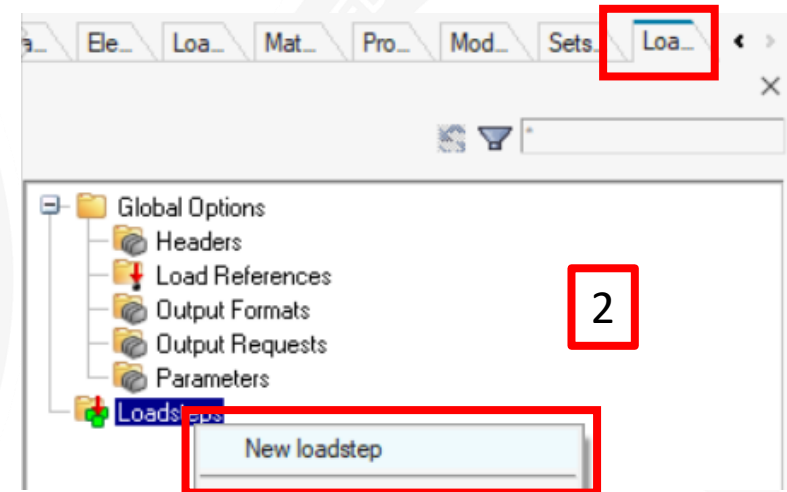 a... Ele... Loa... Mat... Pro... Mod... Sets... Loa...
*
Global Options
Headers
Load References
Output Formats
2
Output Requests
Parameters
Loadsteps
New loadstep